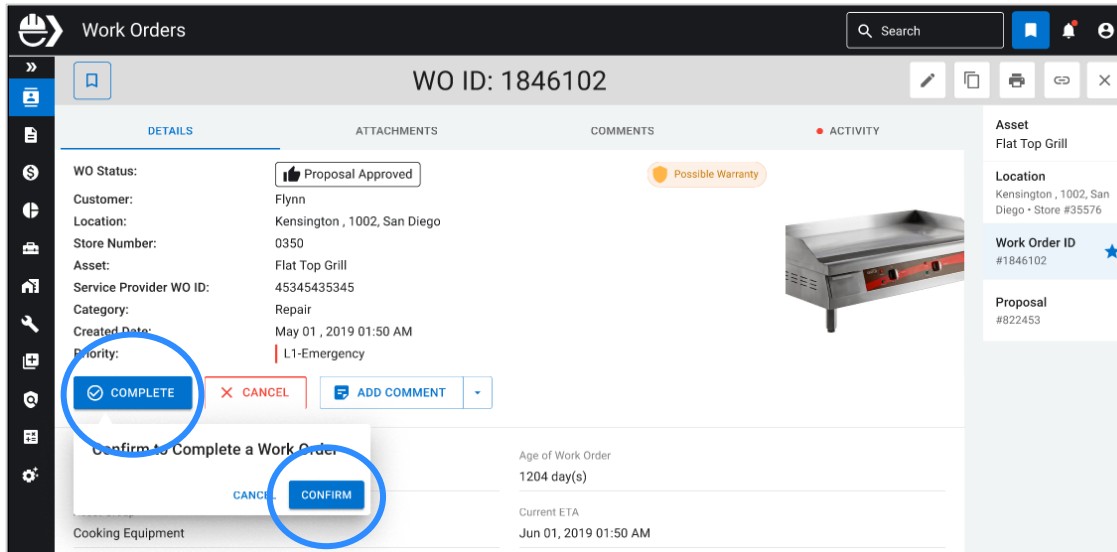 Work Orders
Search
WO ID: 1846102
DETAILS
ATTACHMENTS
COMMENTS
ACTIVITY
WO Status: Proposal Approved
Possible Warranty
Customer: Flynn
Location: Kensington , 1002, San Diego
Store Number: 0350
Asset: Flat Top Grill
Service Provider WO ID: 45345435345
Category: Repair
Created Date: May 01 , 2019 01:50 AM
Priority: L1-Emergency
COMPLETE
CANCEL
ADD COMMENT
Confirm to Complete a Work Order
CANCEL
CONFIRM
Age of Work Order
1204 day(s)
Cooking Equipment
Current ETA
Jun 01, 2019 01:50 AM
Asset
Flat Top Grill
Location
Kensington , 1002, San
Diego • Store #35576
Work Order ID
#1846102
Proposal
#822453